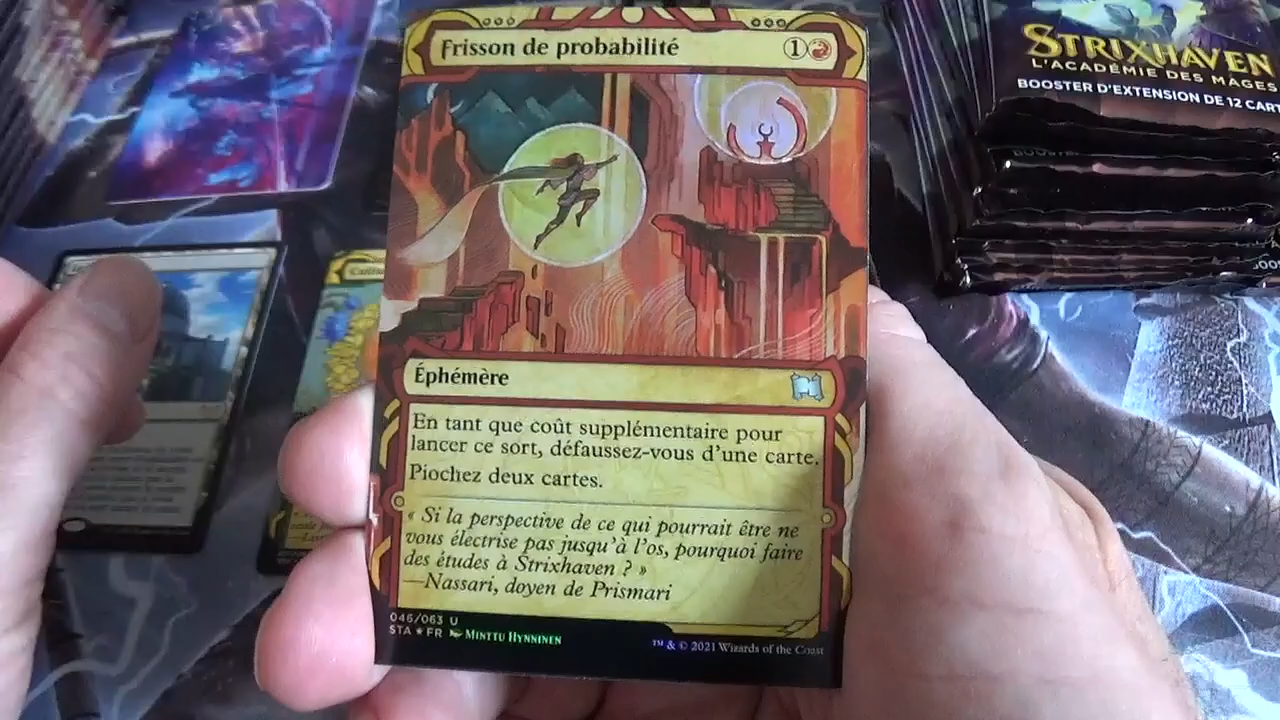 Frisson de probabilité
1
STRIXHAVEN
L'ACADÉMIE DES MAGES
BOOSTER D'EXTENSION DE 12 CART
Éphémère
En tant que coût supplémentaire pour
lancer ce sort, défaussez-vous d'une carte.
Piochez deux cartes.
« Si la perspective de ce qui pourrait être ne
vous électrise pas jusqu'à l'os, pourquoi faire
des études à Strixhaven ? »
—Nassari, doyen de Prismari
046/063 U
STA ★ FR Minttu Hynninen
™ & © 2021 Wizards of the Coast